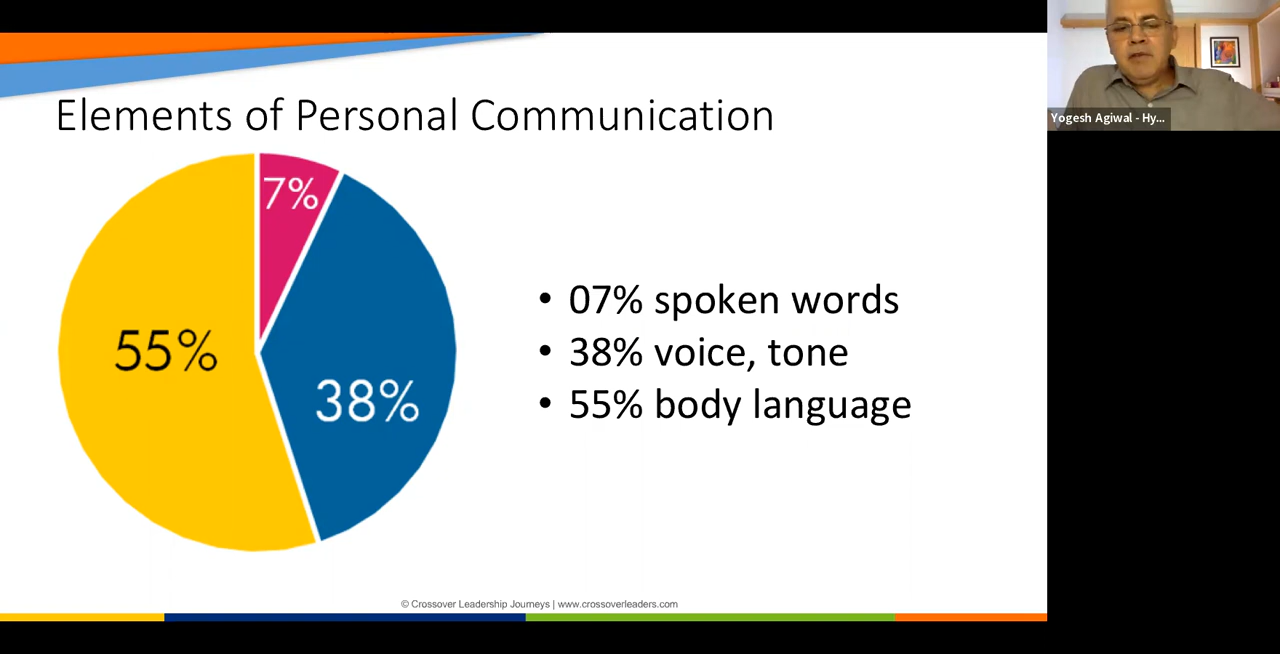 Elements of Personal Communication
7%
55%
38%
• 07% spoken words
• 38% voice, tone
• 55% body language
© Crossover Leadership Journeys | www.crossoverleaders.com
Yogesh Agiwal - Hy...